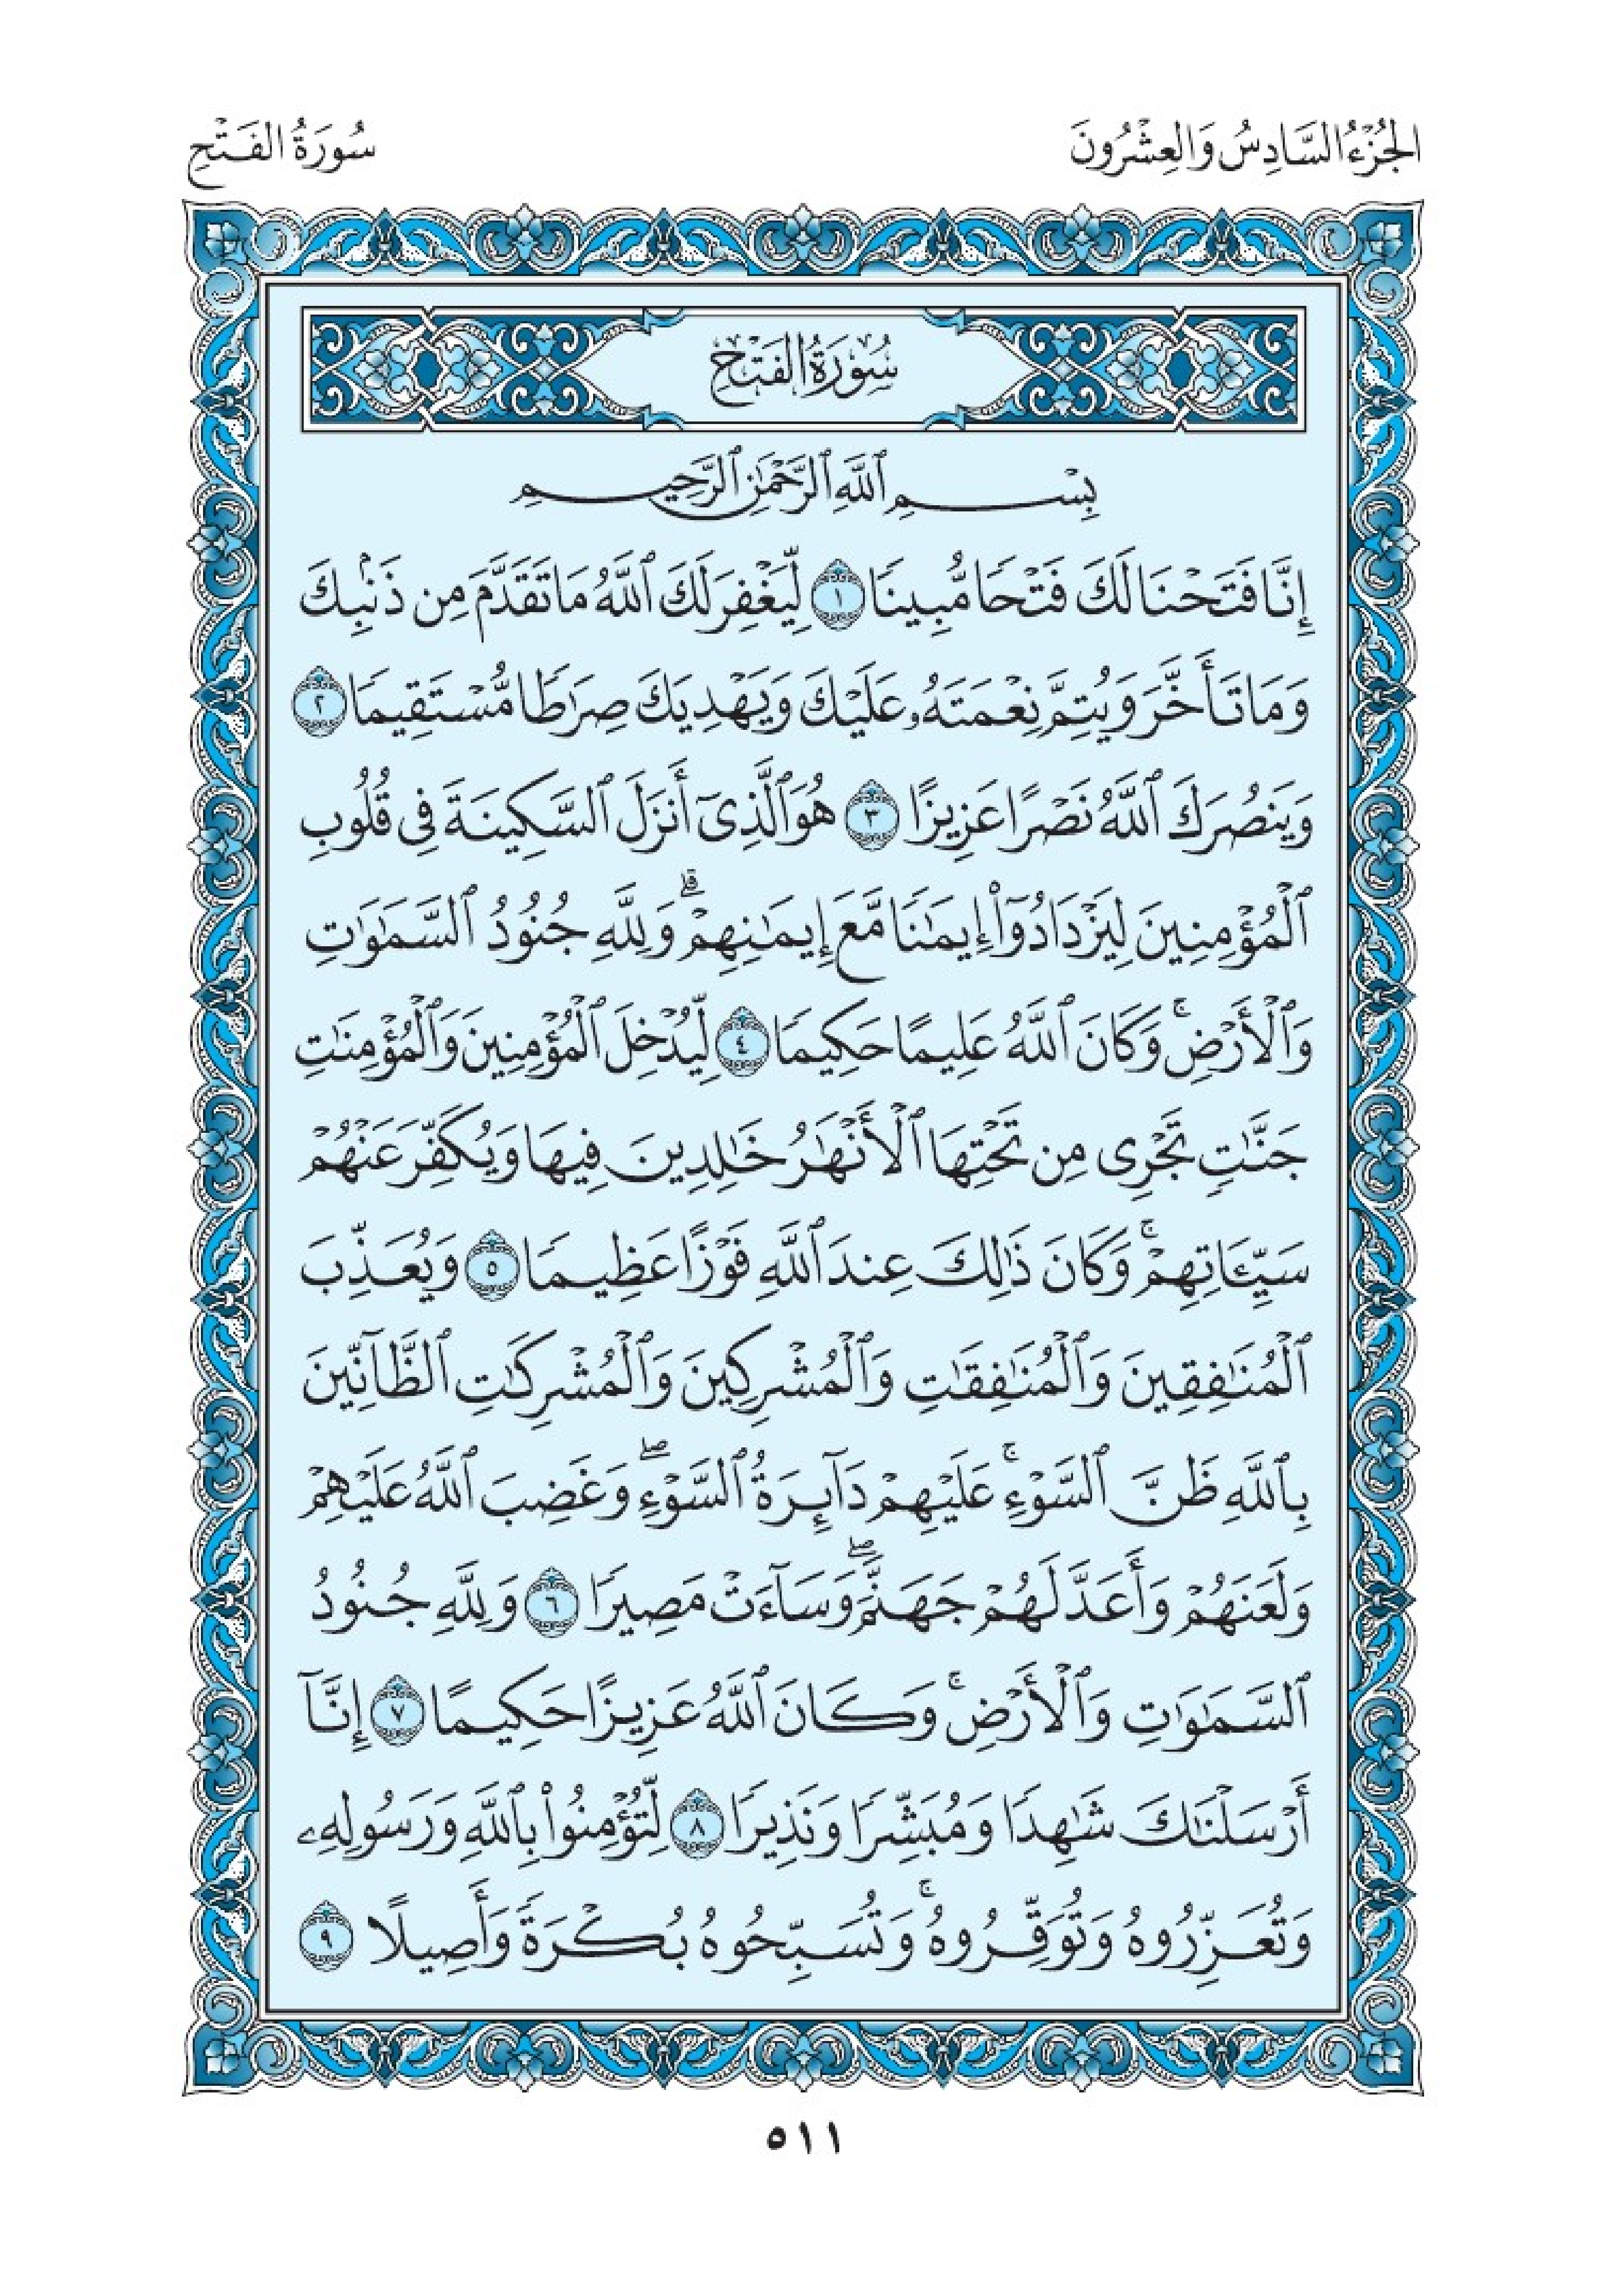 الجُزْءُ السَّادِسُ وَالعِشْرُونَ
سُورَةُ الفَتْحِ
سُورَةُ الفَتْحِ
بِسْمِ ٱللَّهِ ٱلرَّحْمَٰنِ ٱلرَّحِيمِ
إِنَّا فَتَحْنَا لَكَ فَتْحًا مُّبِينًا ١ لِّيَغْفِرَ لَكَ ٱللَّهُ مَا تَقَدَّمَ مِن ذَنۢبِكَ
وَمَا تَأَخَّرَ وَيُتِمَّ نِعْمَتَهُۥ عَلَيْكَ وَيَهْدِيَكَ صِرَٰطًا مُّسْتَقِيمًا ٢
وَيَنصُرَكَ ٱللَّهُ نَصْرًا عَزِيزًا ٣ هُوَ ٱلَّذِىٓ أَنزَلَ ٱلسَّكِينَةَ فِى قُلُوبِ
ٱلْمُؤْمِنِينَ لِيَزْدَادُوٓا۟ إِيمَٰنًا مَّعَ إِيمَٰنِهِمْ ۗ وَلِلَّهِ جُنُودُ ٱلسَّمَٰوَٰتِ
وَٱلْأَرْضِ ۚ وَكَانَ ٱللَّهُ عَلِيمًا حَكِيمًا ٤ لِّيُدْخِلَ ٱلْمُؤْمِنِينَ وَٱلْمُؤْمِنَٰتِ
جَنَّٰتٍ تَجْرِى مِن تَحْتِهَا ٱلْأَنْهَٰرُ خَٰلِدِينَ فِيهَا وَيُكَفِّرَ عَنْهُمْ
سَيِّـَٔاتِهِمْ ۚ وَكَانَ ذَٰلِكَ عِندَ ٱللَّهِ فَوْزًا عَظِيمًا ٥ وَيُعَذِّبَ
ٱلْمُنَٰفِقِينَ وَٱلْمُنَٰفِقَٰتِ وَٱلْمُشْرِكِينَ وَٱلْمُشْرِكَٰتِ ٱلظَّآنِّينَ
بِٱللَّهِ ظَنَّ ٱلسَّوْءِ ۚ عَلَيْهِمْ دَآئِرَةُ ٱلسَّوْءِ ۖ وَغَضِبَ ٱللَّهُ عَلَيْهِمْ
وَلَعَنَهُمْ وَأَعَدَّ لَهُمْ جَهَنَّمَ ۖ وَسَآءَتْ مَصِيرًا ٦ وَلِلَّهِ جُنُودُ
ٱلسَّمَٰوَٰتِ وَٱلْأَرْضِ ۚ وَكَانَ ٱللَّهُ عَزِيزًا حَكِيمًا ٧ إِنَّآ
أَرْسَلْنَٰكَ شَٰهِدًا وَمُبَشِّرًا وَنَذِيرًا ٨ لِّتُؤْمِنُوا۟ بِٱللَّهِ وَرَسُولِهِۦ
وَتُعَزِّرُوهُ وَتُوَقِّرُوهُ ۚ وَتُسَبِّحُوهُ بُكْرَةً وَأَصِيلًا ٩
٥١١